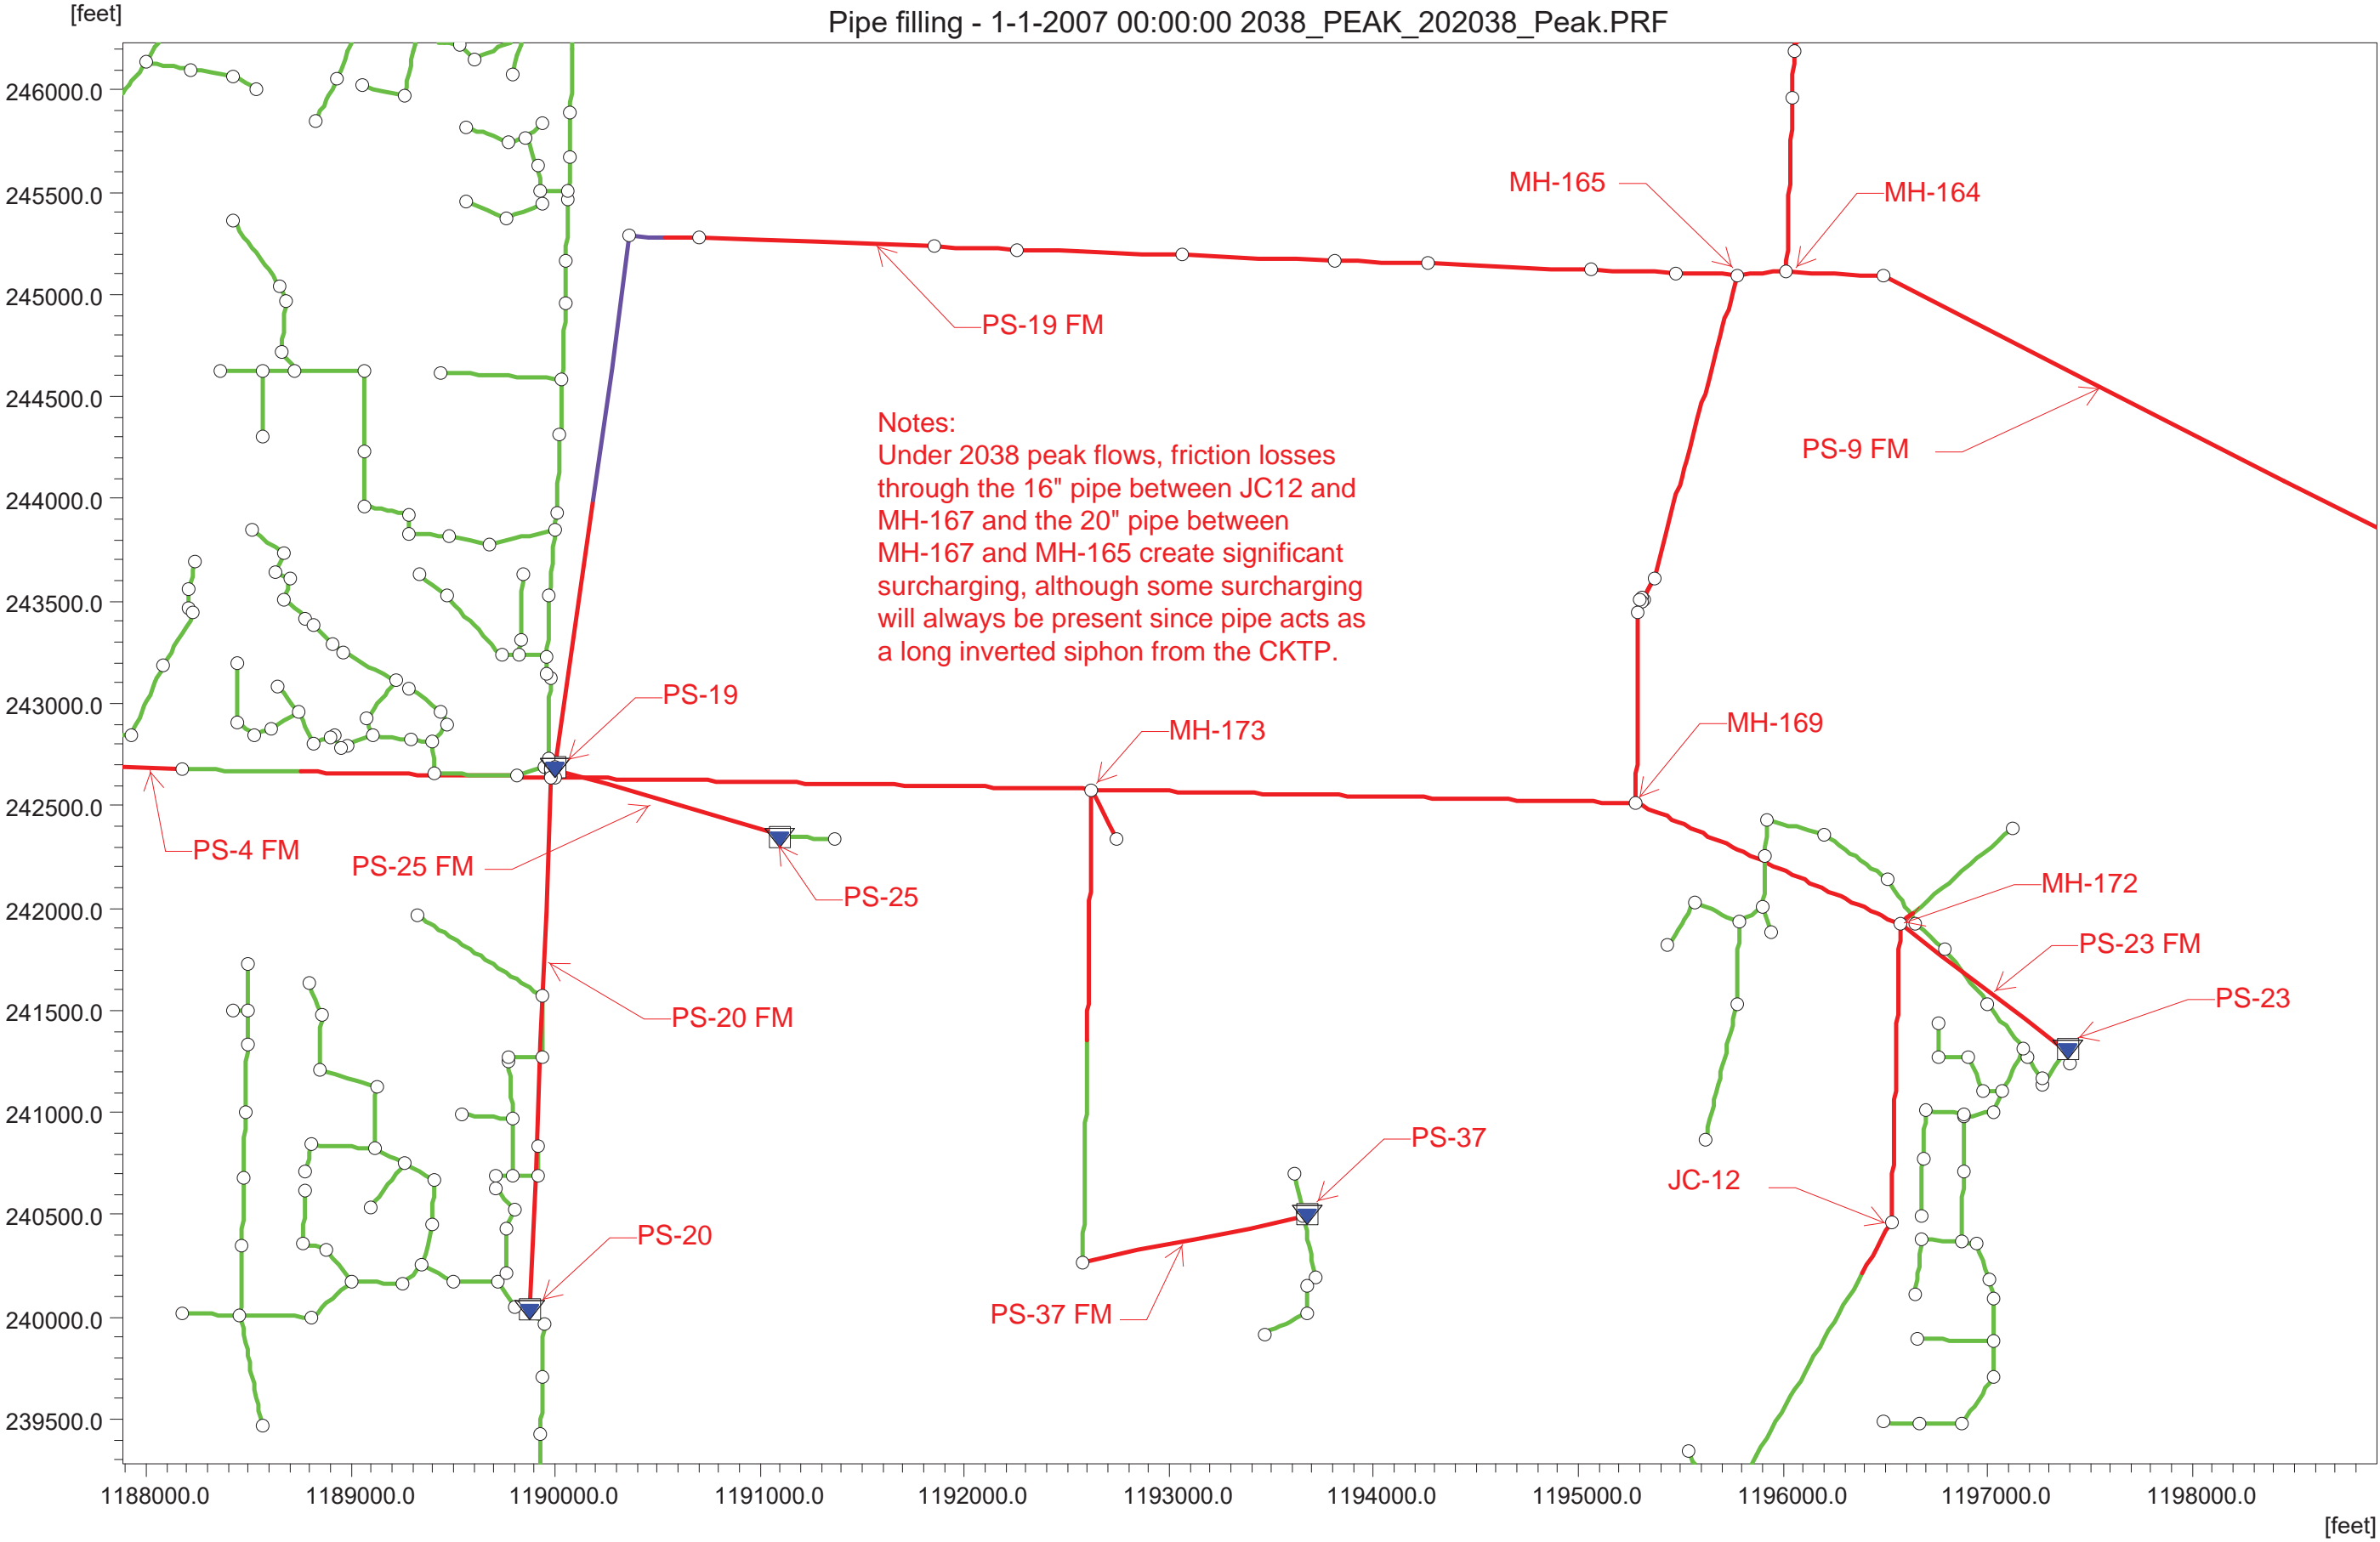 [feet]
Pipe filling - 1-1-2007 00:00:00 2038_PEAK_202038_Peak.PRF
246000.0
245500.0
245000.0
244500.0
244000.0
243500.0
243000.0
242500.0
242000.0
241500.0
241000.0
240500.0
240000.0
239500.0
MH-165
MH-164
PS-19 FM
Notes:
Under 2038 peak flows, friction losses
through the 16" pipe between JC12 and
MH-167 and the 20" pipe between
MH-167 and MH-165 create significant
surcharging, although some surcharging
will always be present since pipe acts as
a long inverted siphon from the CKTP.
PS-9 FM
PS-19
MH-173
MH-169
PS-4 FM
PS-25 FM
PS-25
MH-172
PS-23 FM
PS-23
PS-20 FM
PS-37
JC-12
PS-20
PS-37 FM
1188000.0
1189000.0
1190000.0
1191000.0
1192000.0
1193000.0
1194000.0
1195000.0
1196000.0
1197000.0
1198000.0
[feet]